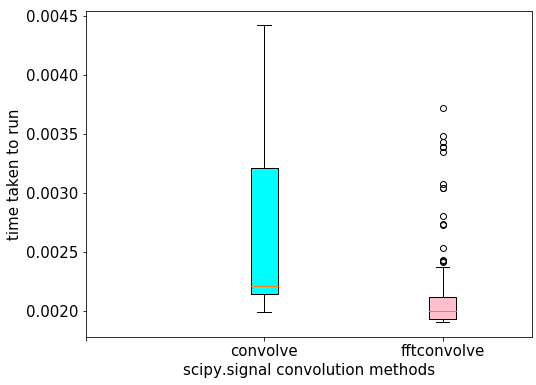 0.0045
0.0040
0.0035
0.0030
0.0025
0.0020
time taken to run
convolve
fftconvolve
scipy.signal convolution methods